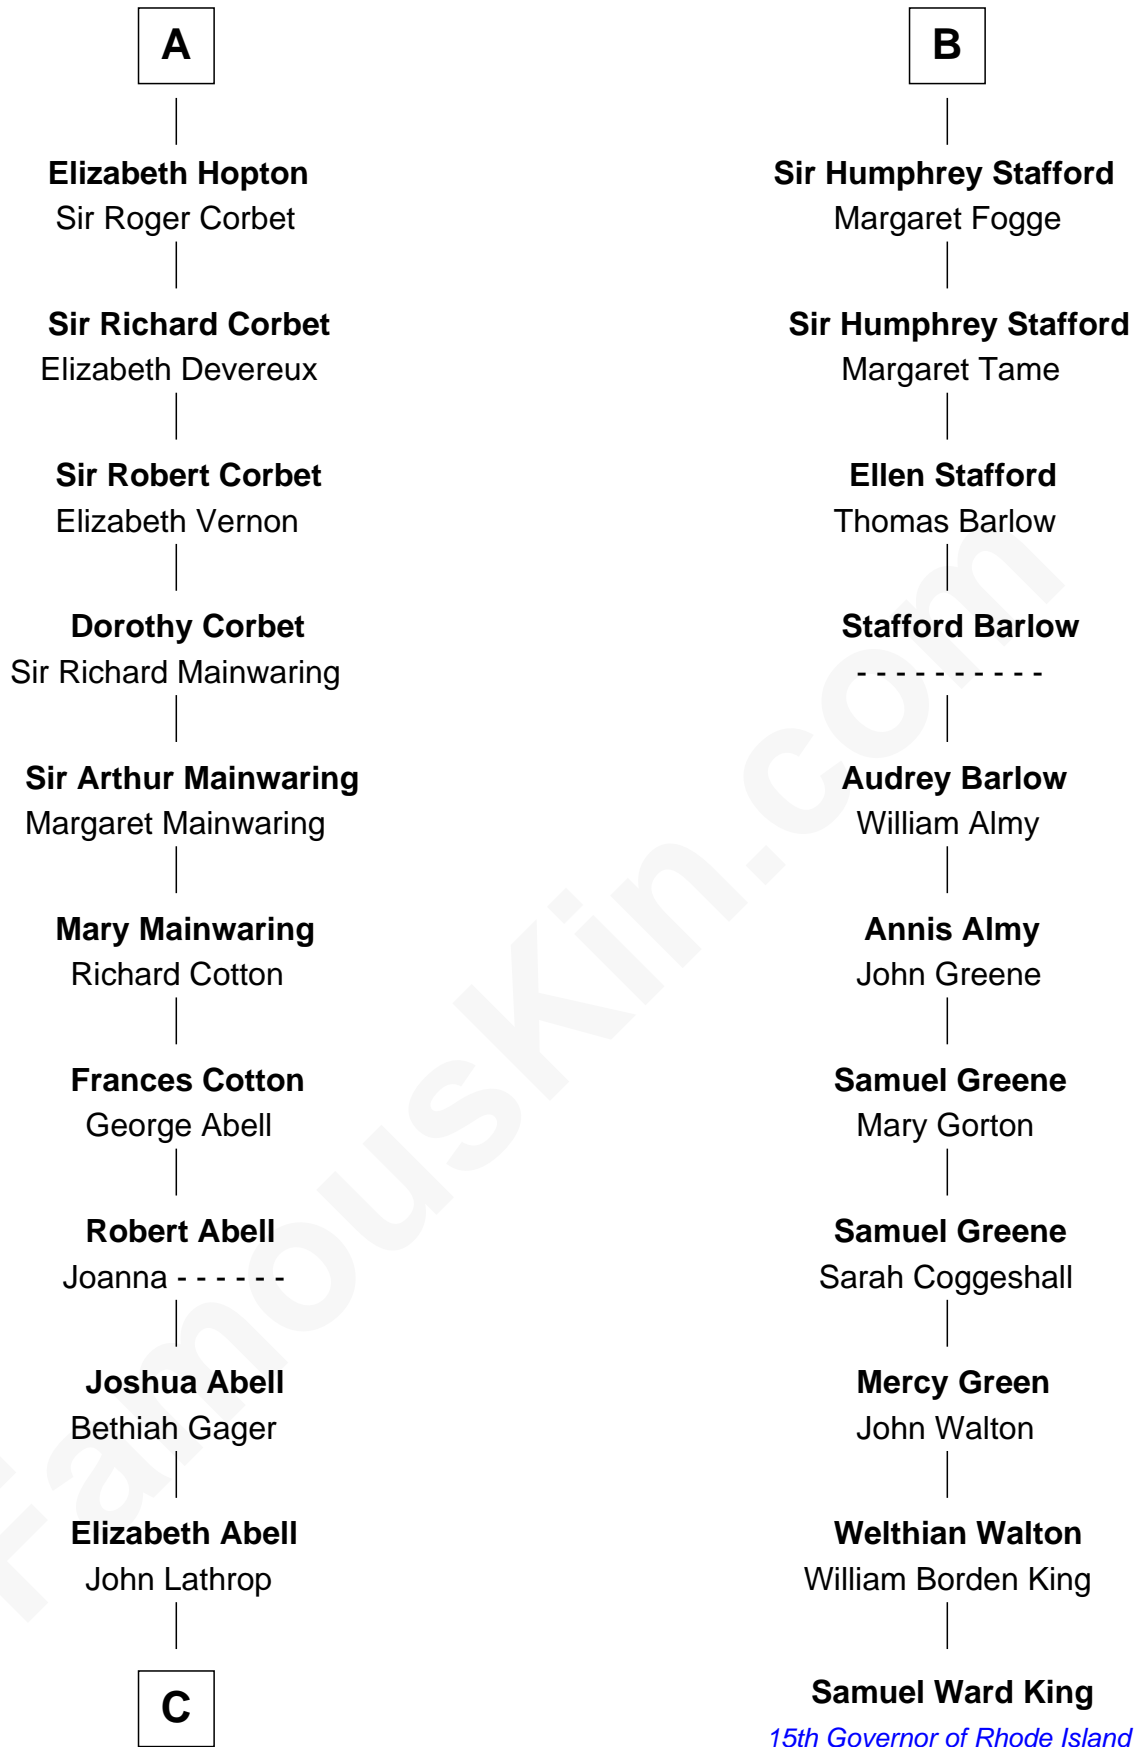 A
Elizabeth Hopton
Sir Roger Corbet
Sir Richard Corbet
Elizabeth Devereux
Sir Robert Corbet
Elizabeth Vernon
Dorothy Corbet
Sir Richard Mainwaring
Sir Arthur Mainwaring
Margaret Mainwaring
Mary Mainwaring
Richard Cotton
Frances Cotton
George Abell
Robert Abell
Joanna - - - - - -
Joshua Abell
Bethiah Gager
Elizabeth Abell
John Lathrop
C
B
Sir Humphrey Stafford
Margaret Fogge
Sir Humphrey Stafford
Margaret Tame
Ellen Stafford
Thomas Barlow
Stafford Barlow
- - - - - - - - - -
Audrey Barlow
William Almy
Annis Almy
John Greene
Samuel Greene
Mary Gorton
Samuel Greene
Sarah Coggeshall
Mercy Green
John Walton
Welthian Walton
William Borden King
Samuel Ward King
15th Governor of Rhode Island
FamousKin.com